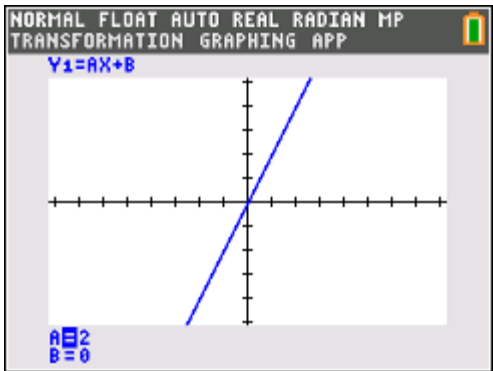 NORMAL FLOAT AUTO REAL RADIAN MP
TRANSFORMATION GRAPHING APP
Y1=AX+B
A=2
B=0